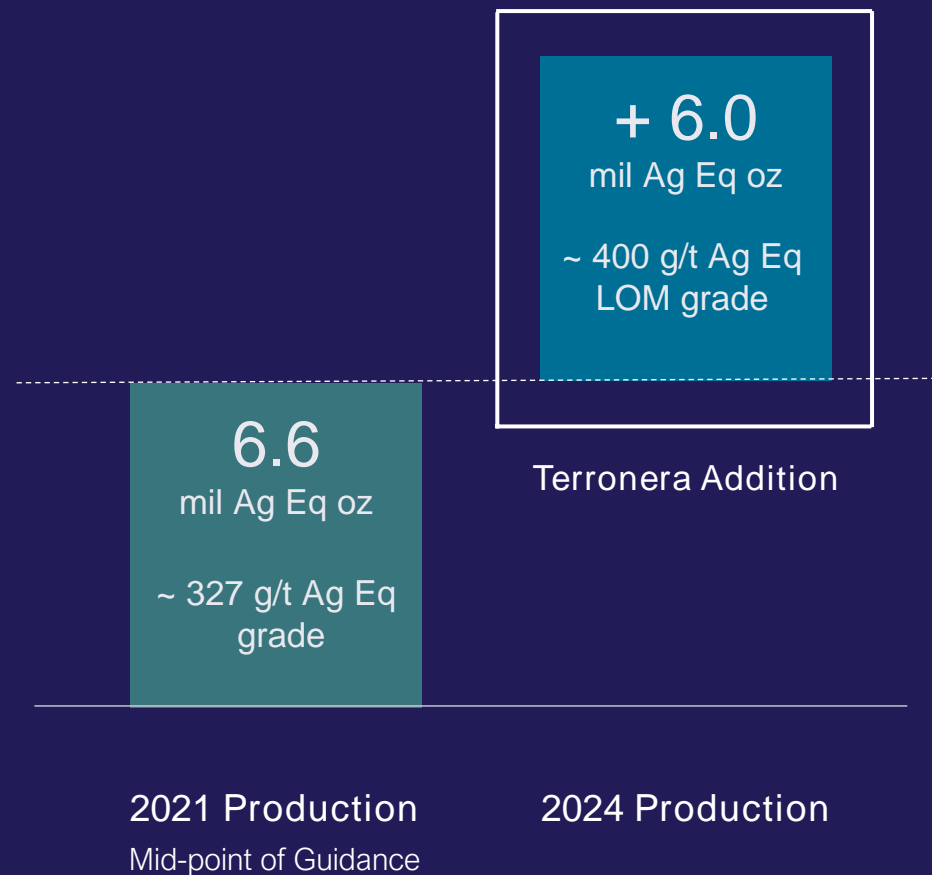 + 6.0
mil Ag Eq oz
~ 400 g/t Ag Eq
LOM grade
6.6
mil Ag Eq oz
~ 327 g/t Ag Eq
grade
Terronera Addition
2021 Production
Mid-point of Guidance
2024 Production